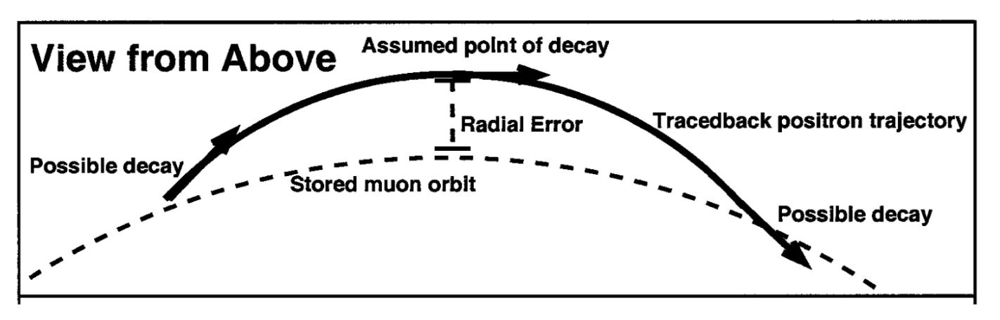 View from Above
Assumed point of decay
Radial Error
Tracedback positron trajectory
Possible decay
Stored muon orbit
Possible decay